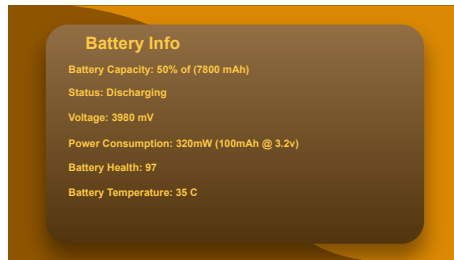 Battery Info
Battery Capacity: 50% of (7800 mAh)
Status: Discharging
Voltage: 3980 mV
Power Consumption: 320mW (100mAh @ 3.2v)
Battery Health: 97
Battery Temperature: 35 C